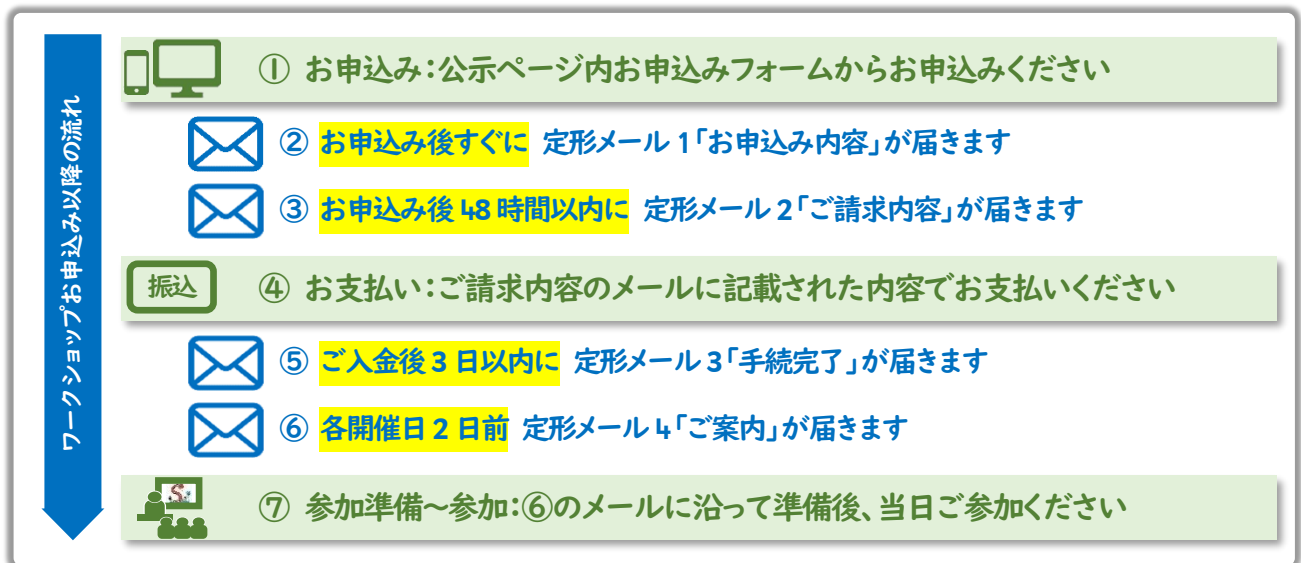 ワークショップお申込み以降の流れ
① お申込み：公示ページ内お申込みフォームからお申込みください
② お申込み後すぐに 定形メール1「お申込み内容」が届きます
③ お申込み後48時間以内に 定形メール2「ご請求内容」が届きます
振込
④ お支払い：ご請求内容のメールに記載された内容でお支払いください
⑤ ご入金後3日以内に 定形メール3「手続完了」が届きます
⑥ 各開催日2日前 定形メール4「ご案内」が届きます
⑦ 参加準備～参加：⑥のメールに沿って準備後、当日ご参加ください